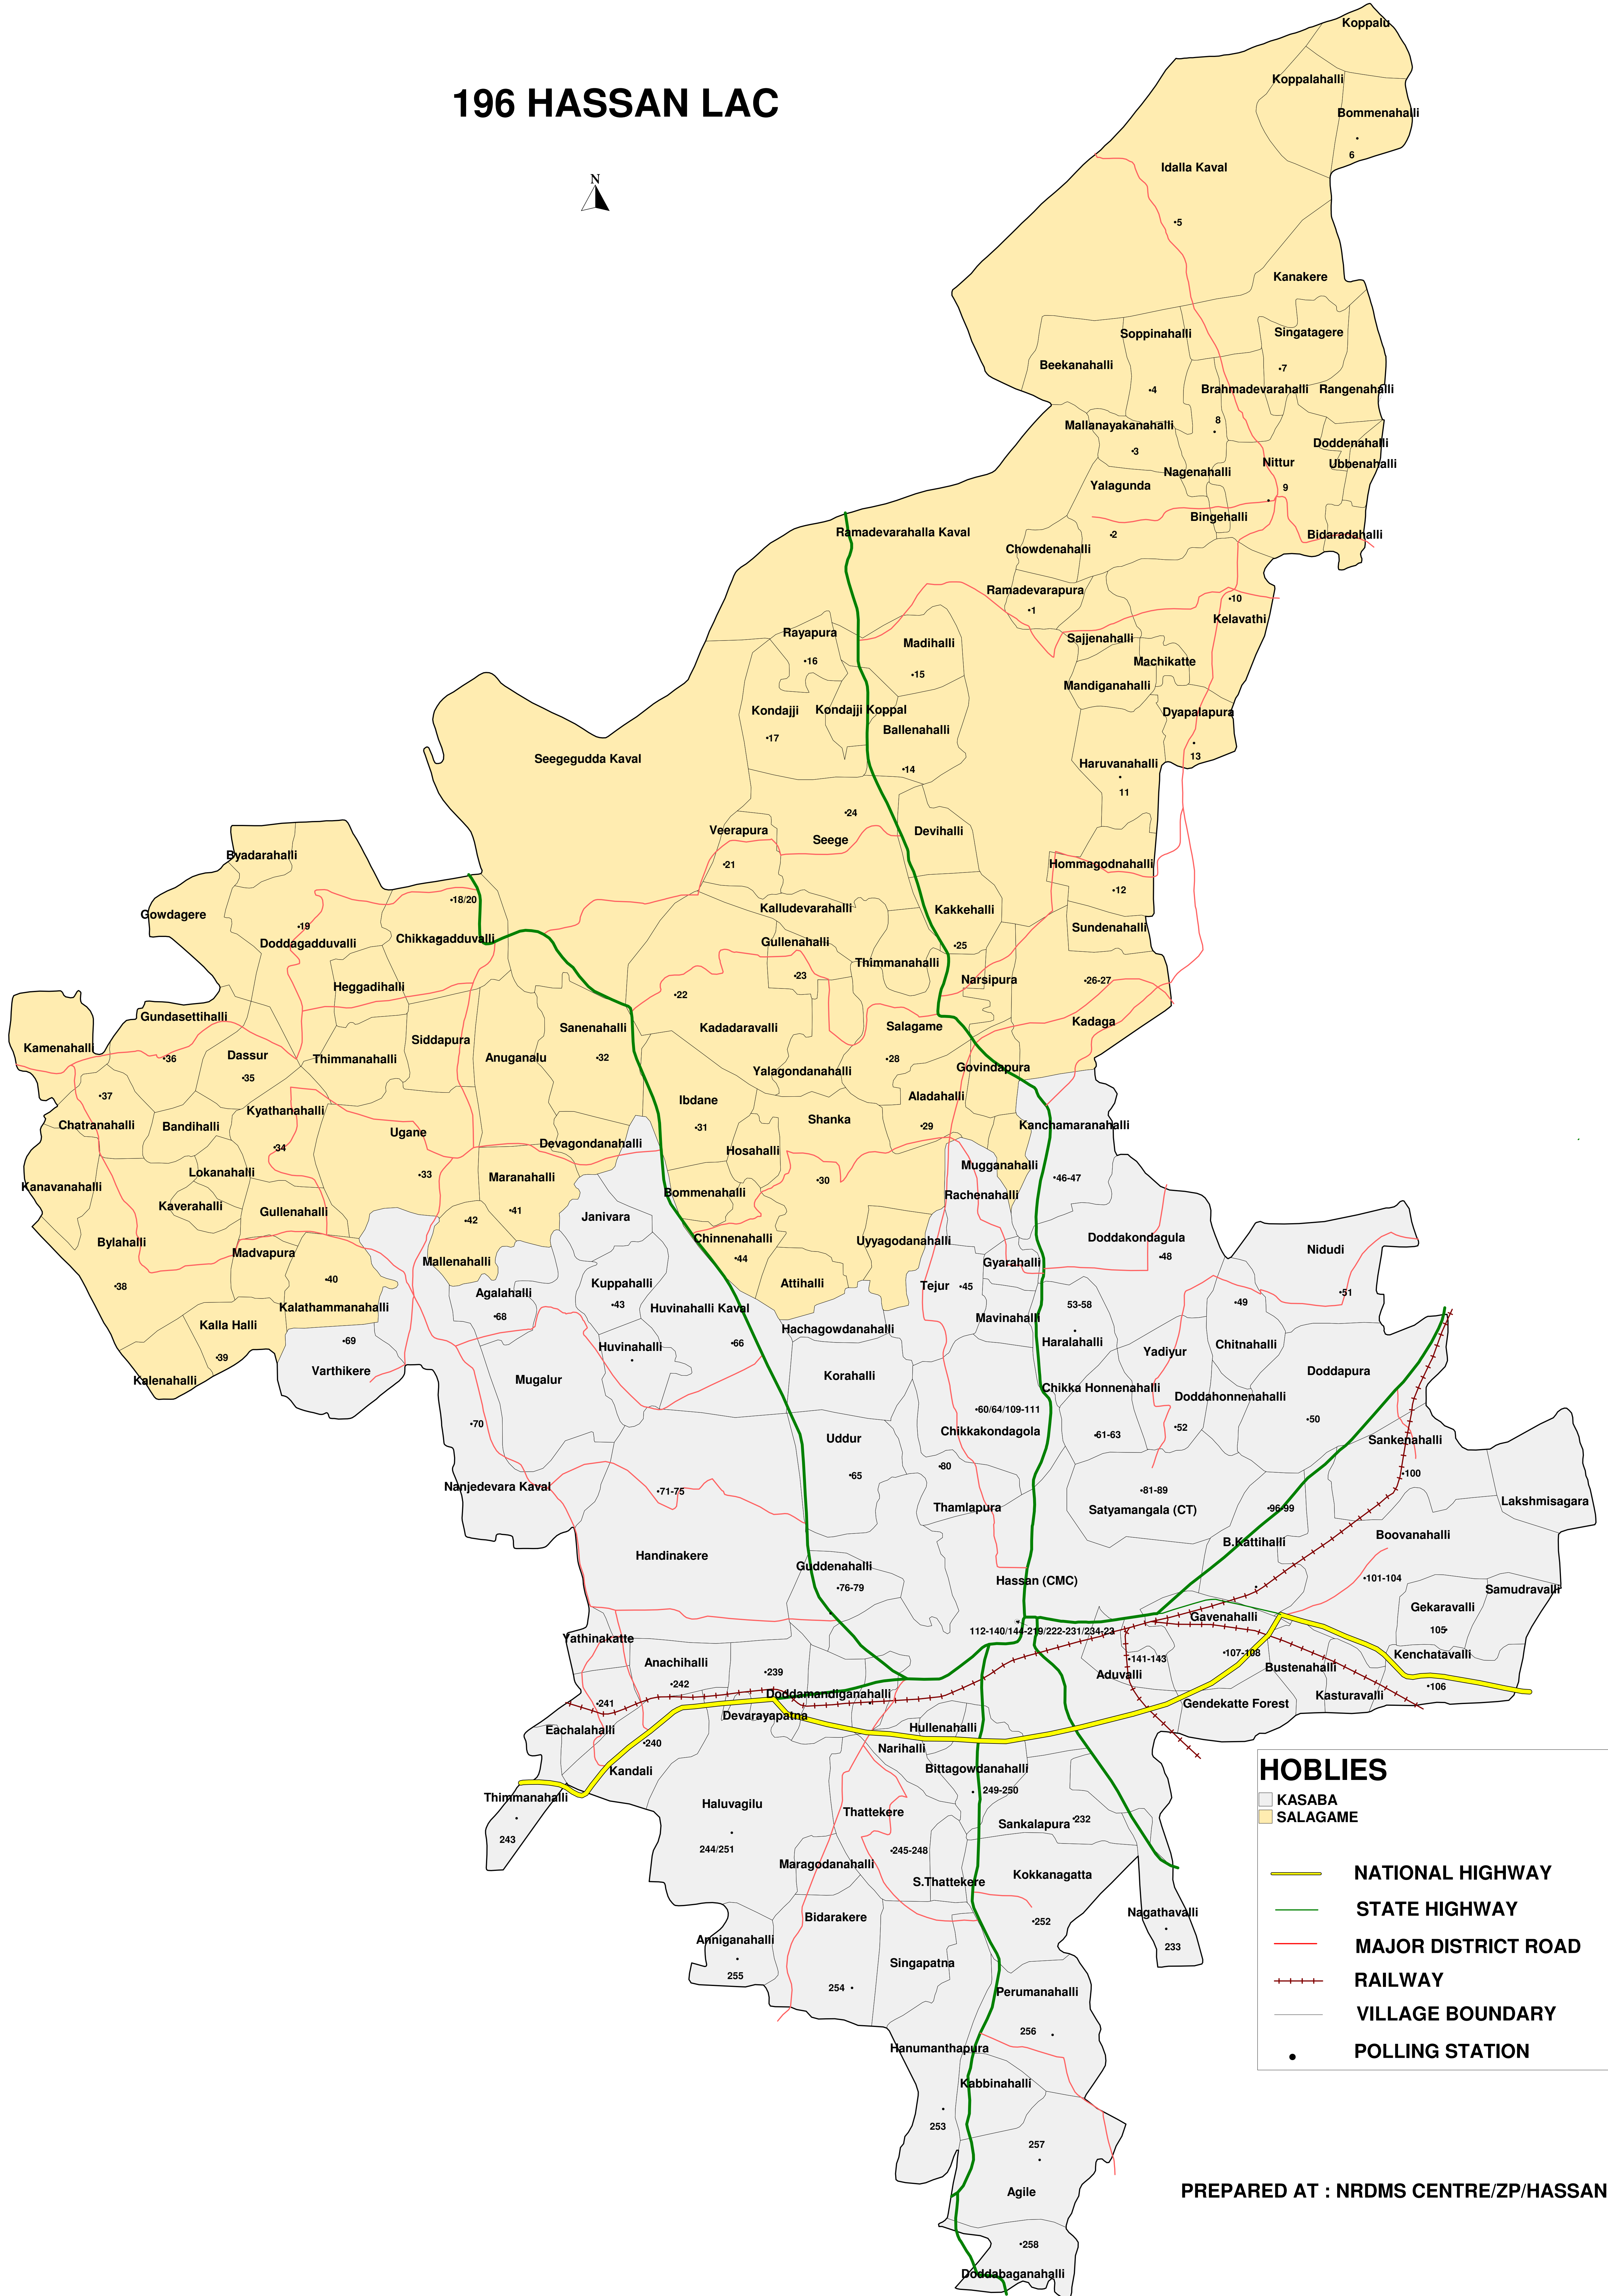 196 HASSAN LAC
N
Koppalu
Koppalahalli
Bommenahalli
6
Idalla Kaval
5
Kanakere
Singatagere
Soppinahalli
Beekanahalli
7
4
Brahmadevarahalli
Rangenahalli
8
Mallanayakanahalli
Doddenahalli
3
Nittur
Ubbenahalli
Nagenahalli
Yalagunda
9
Bingehalli
Ramadevarahalla Kaval
2
Bidaradahalli
Chowdenahalli
Ramadevarapura
10
1
Kelavathi
Rayapura
Madihalli
Sajjenahalli
16
Machikatte
15
Mandiganahalli
Kondajji
Kondajji Koppal
Dyapalapura
Ballenahalli
17
Seegegudda Kaval
13
Haruvanahalli
14
11
24
Veerapura
Devihalli
Seege
Byadarahalli
21
Hommagodnahalli
12
18/20
Kalludevarahalli
Kakkehalli
Gowdagere
19
Sundenahalli
Chikkagadduvalli
Doddagadduvalli
Gullenahalli
25
Thimmanahalli
23
Narsipura
26-27
Heggadihalli
22
Gundasettihalli
Kadaga
Sanenahalli
Kadadaravalli
Salagame
Siddapura
Kamenahalli
36
Dassur
Thimmanahalli
Anuganalu
32
28
Govindapura
35
Yalagondanahalli
37
Aladahalli
Ibdane
Kyathanahalli
Shanka
Chatranahalli
Bandihalli
31
29
Kanchamaranahalli
Ugane
34
Devagondanahalli
Hosahalli
Mugganahalli
Lokanahalli
33
Maranahalli
30
46-47
Kanavanahalli
Bommenahalli
Rachenahalli
Kaverahalli
Gullenahalli
41
Janivara
42
Bylahalli
Chinnenahalli
Uyyagodanahalli
Doddakondagula
Madvapura
Mallenahalli
44
Gyarahalli
48
Nidudi
40
Kuppahalli
Attihalli
38
Agalahalli
Tejur
45
51
Kalathammanahalli
43
Huvinahalli Kaval
53-58
49
68
Mavinahalli
Kalla Halli
Hachagowdanahalli
69
66
Haralahalli
Chitnahalli
Huvinahalli
Yadiyur
39
Varthikere
Doddapura
Kalenahalli
Mugalur
Korahalli
Chikka Honnenahalli
Doddahonnenahalli
60/64/109-111
70
50
Chikkakondagola
61-63
52
Uddur
Sankenahalli
80
65
100
Nanjedevara Kaval
71-75
81-89
Thamlapura
Satyamangala (CT)
96-99
Lakshmisagara
Boovanahalli
B.Kattihalli
Handinakere
Guddenahalli
Hassan (CMC)
101-104
76-79
Samudravalli
Gekaravalli
Gavenahalli
112-140/144-219/222-231/234-23
105
Yathinakatte
107-108
Kenchatavalli
Anachihalli
141-143
239
Aduvalli
Bustenahalli
242
106
Doddamandiganahalli
Kasturavalli
241
Gendekatte Forest
Devarayapatna
Eachalahalli
Hullenahalli
240
Narihalli
Kandali
Bittagowdanahalli
249-250
Thimmanahalli
Haluvagilu
Thattekere
232
Sankalapura
243
244/251
245-248
Maragodanahalli
Kokkanagatta
S.Thattekere
Bidarakere
Nagathavalli
252
Anniganahalli
233
Singapatna
255
254
Perumanahalli
256
Hanumanthapura
Kabbinahalli
253
257
Agile
258
Doddabaganahalli
HOBLIES
KASABA
SALAGAME
NATIONAL HIGHWAY
STATE HIGHWAY
MAJOR DISTRICT ROAD
RAILWAY
VILLAGE BOUNDARY
POLLING STATION
PREPARED AT : NRDMS CENTRE/ZP/HASSAN